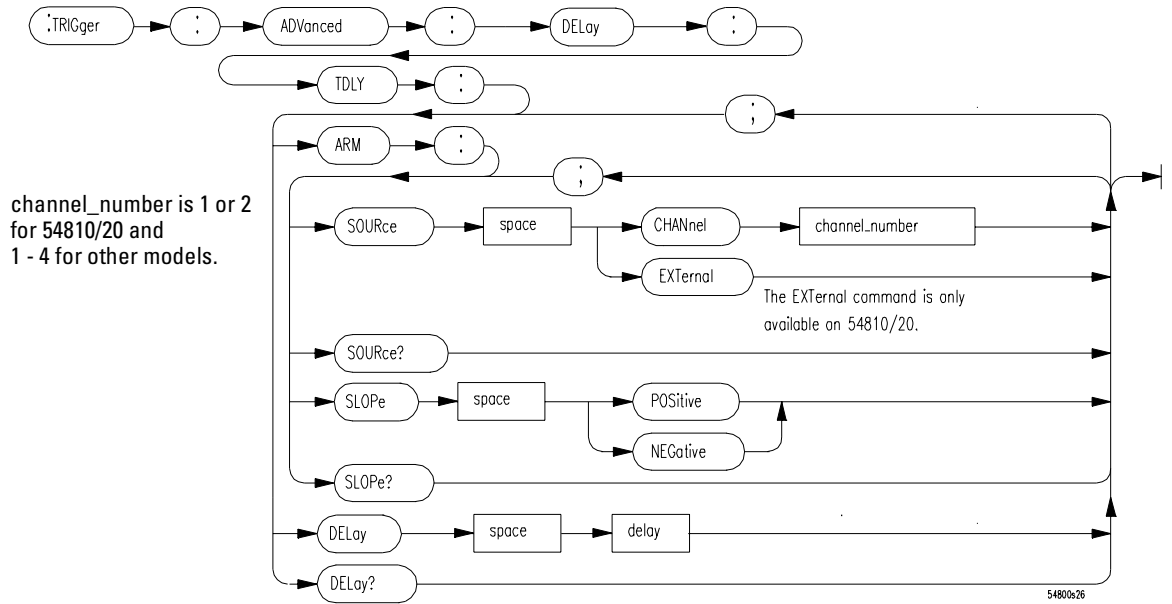 :TRIGger : ADVanced : DELay :
TDLY :
;
ARM :
;
channel_number is 1 or 2
for 54810/20 and
1 - 4 for other models.
SOURce space CHANnel channel_number
EXTernal
The EXTernal command is only
available on 54810/20.
SOURce?
SLOPe space POSitive
NEGative
SLOPe?
DELay space delay
DELay?
54800s26